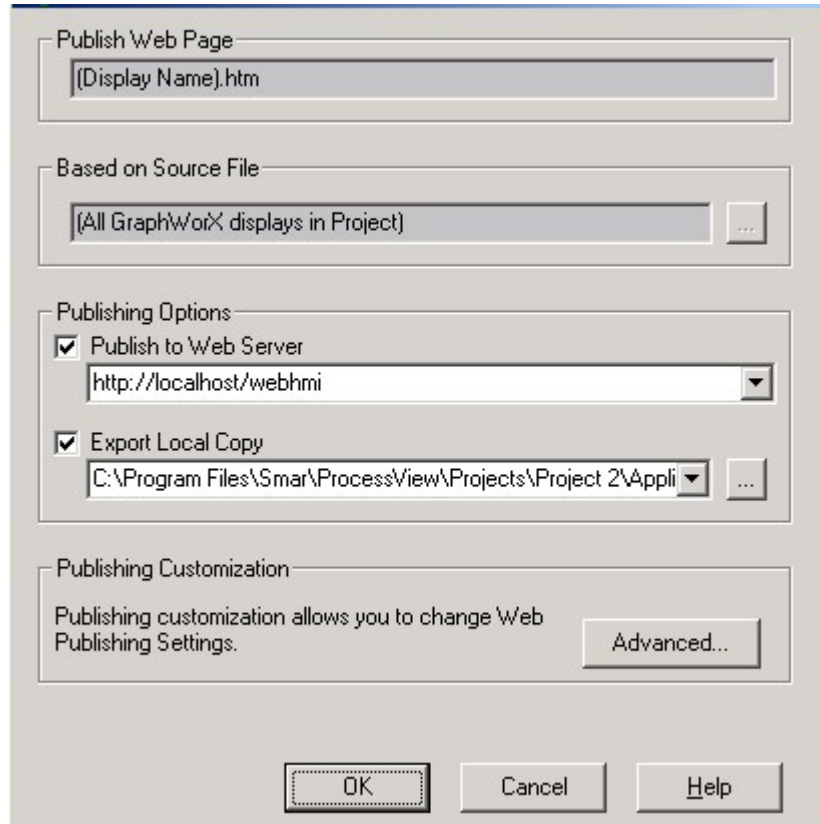 Publish Web Page
(Display Name).htm
Based on Source File
(All GraphWorX displays in Project)
...
Publishing Options
Publish to Web Server
http://localhost/webhmi
Export Local Copy
C:\Program Files\Smar\ProcessView\Projects\Project 2\Appli
...
Publishing Customization
Publishing customization allows you to change Web
Publishing Settings.
Advanced...
OK
Cancel
Help